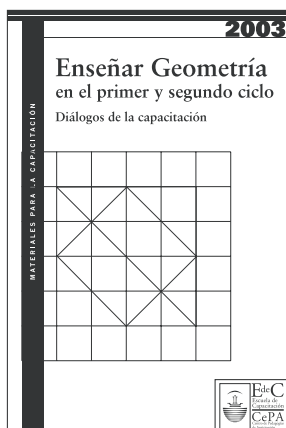 2003
Enseñar Geometría
en el primer y segundo ciclo
Diálogos de la capacitación
MATERIALES PARA LA CAPACITACIÓN
EdeC
Escuela de
Capacitación
CePA